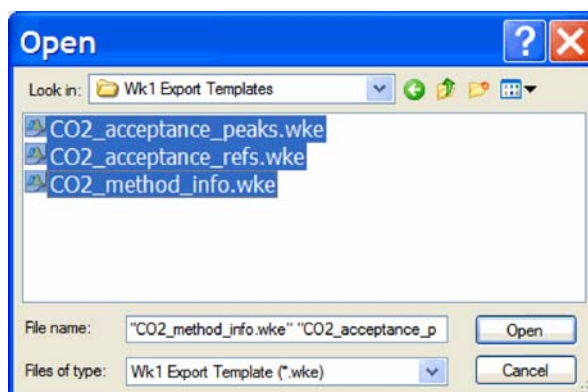 Open
Look in: Wk1 Export Templates
CO2_acceptance_peaks.wke
CO2_acceptance_refs.wke
CO2_method_info.wke
File name: "CO2_method_info.wke" "CO2_acceptance_p Open
Files of type: Wk1 Export Template (*.wke) Cancel